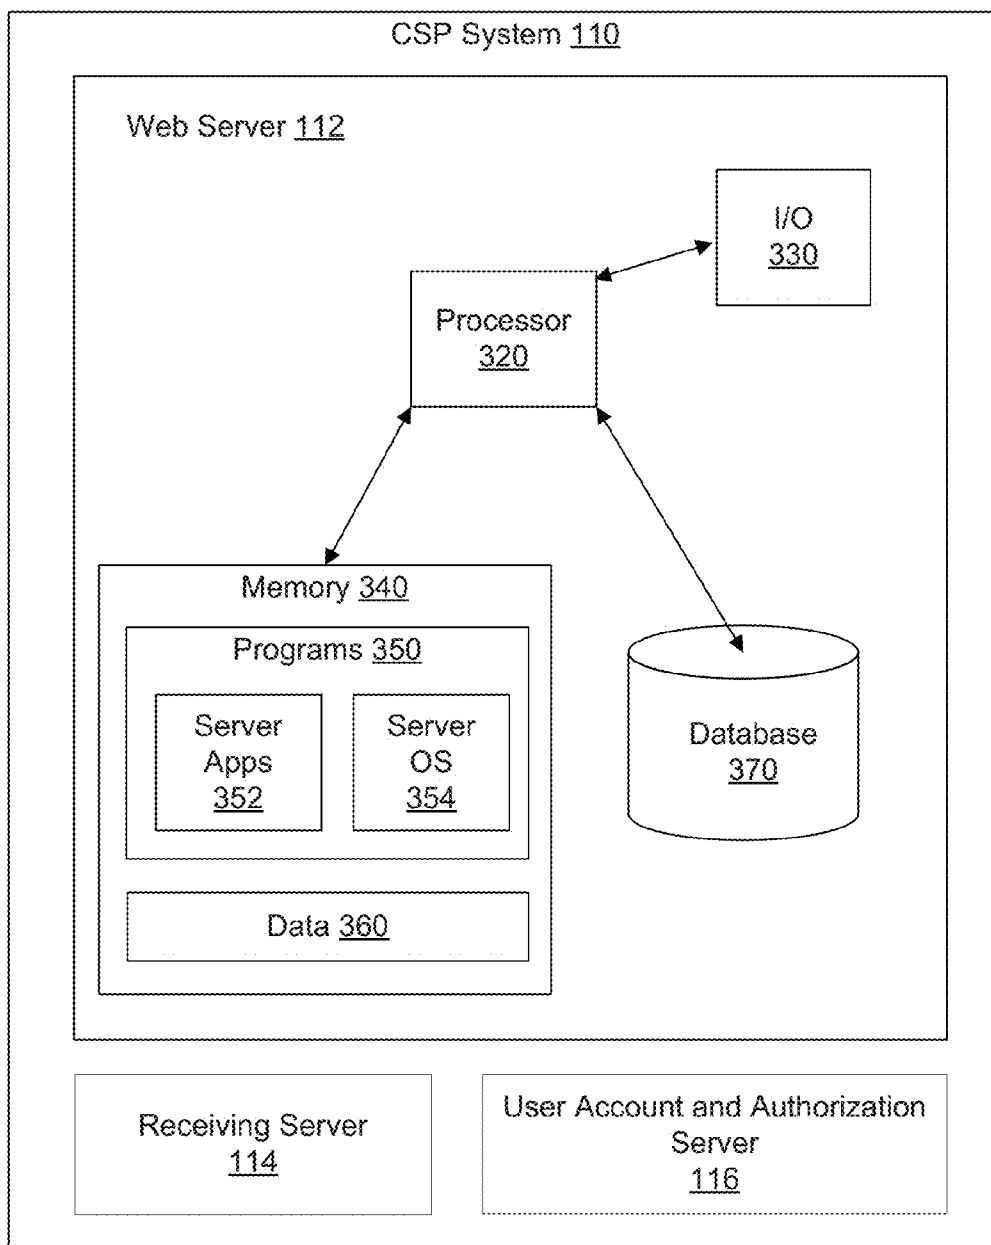 CSP System 110
Web Server 112
I/O
330
Processor
320
Memory 340
Programs 350
Server
Apps
352
Server
OS
354
Database
370
Data 360
Receiving Server
114
User Account and Authorization
Server
116